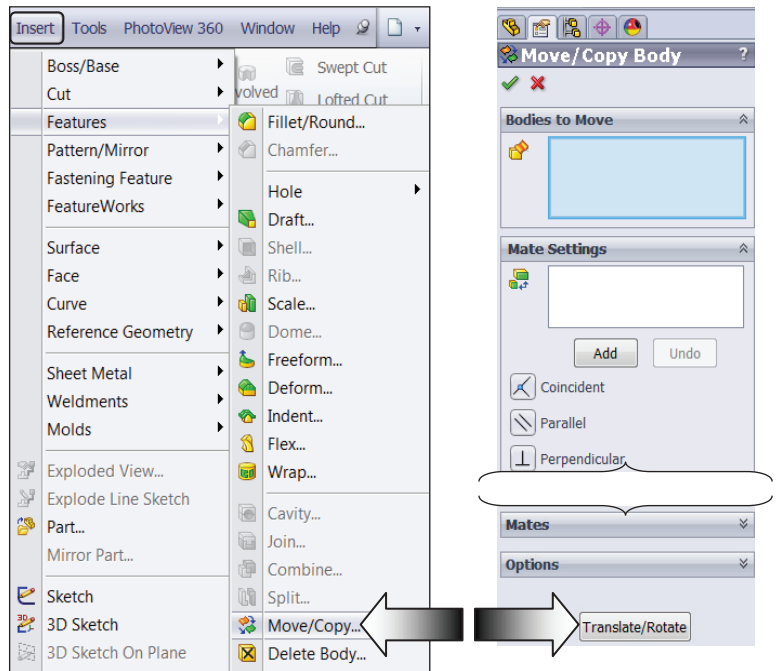 Insert Tools PhotoView 360 Window Help
Boss/Base
Cut
Features
Pattern/Mirror
Fastening Feature
FeatureWorks
Surface
Face
Curve
Reference Geometry
Sheet Metal
Weldments
Molds
Exploded View...
Explode Line Sketch
Part...
Mirror Part...
Sketch
3D Sketch
3D Sketch On Plane
Swept Cut
volved
Lofted Cut
Fillet/Round...
Chamfer...
Hole
Draft...
Shell...
Rib...
Scale...
Dome...
Freeform...
Deform...
Indent...
Flex...
Wrap...
Cavity...
Join...
Combine...
Split...
Move/Copy...
Delete Body...
Move/Copy Body ?
Bodies to Move
Mate Settings
Add Undo
Coincident
Parallel
Perpendicular
Mates
Options
Translate/Rotate